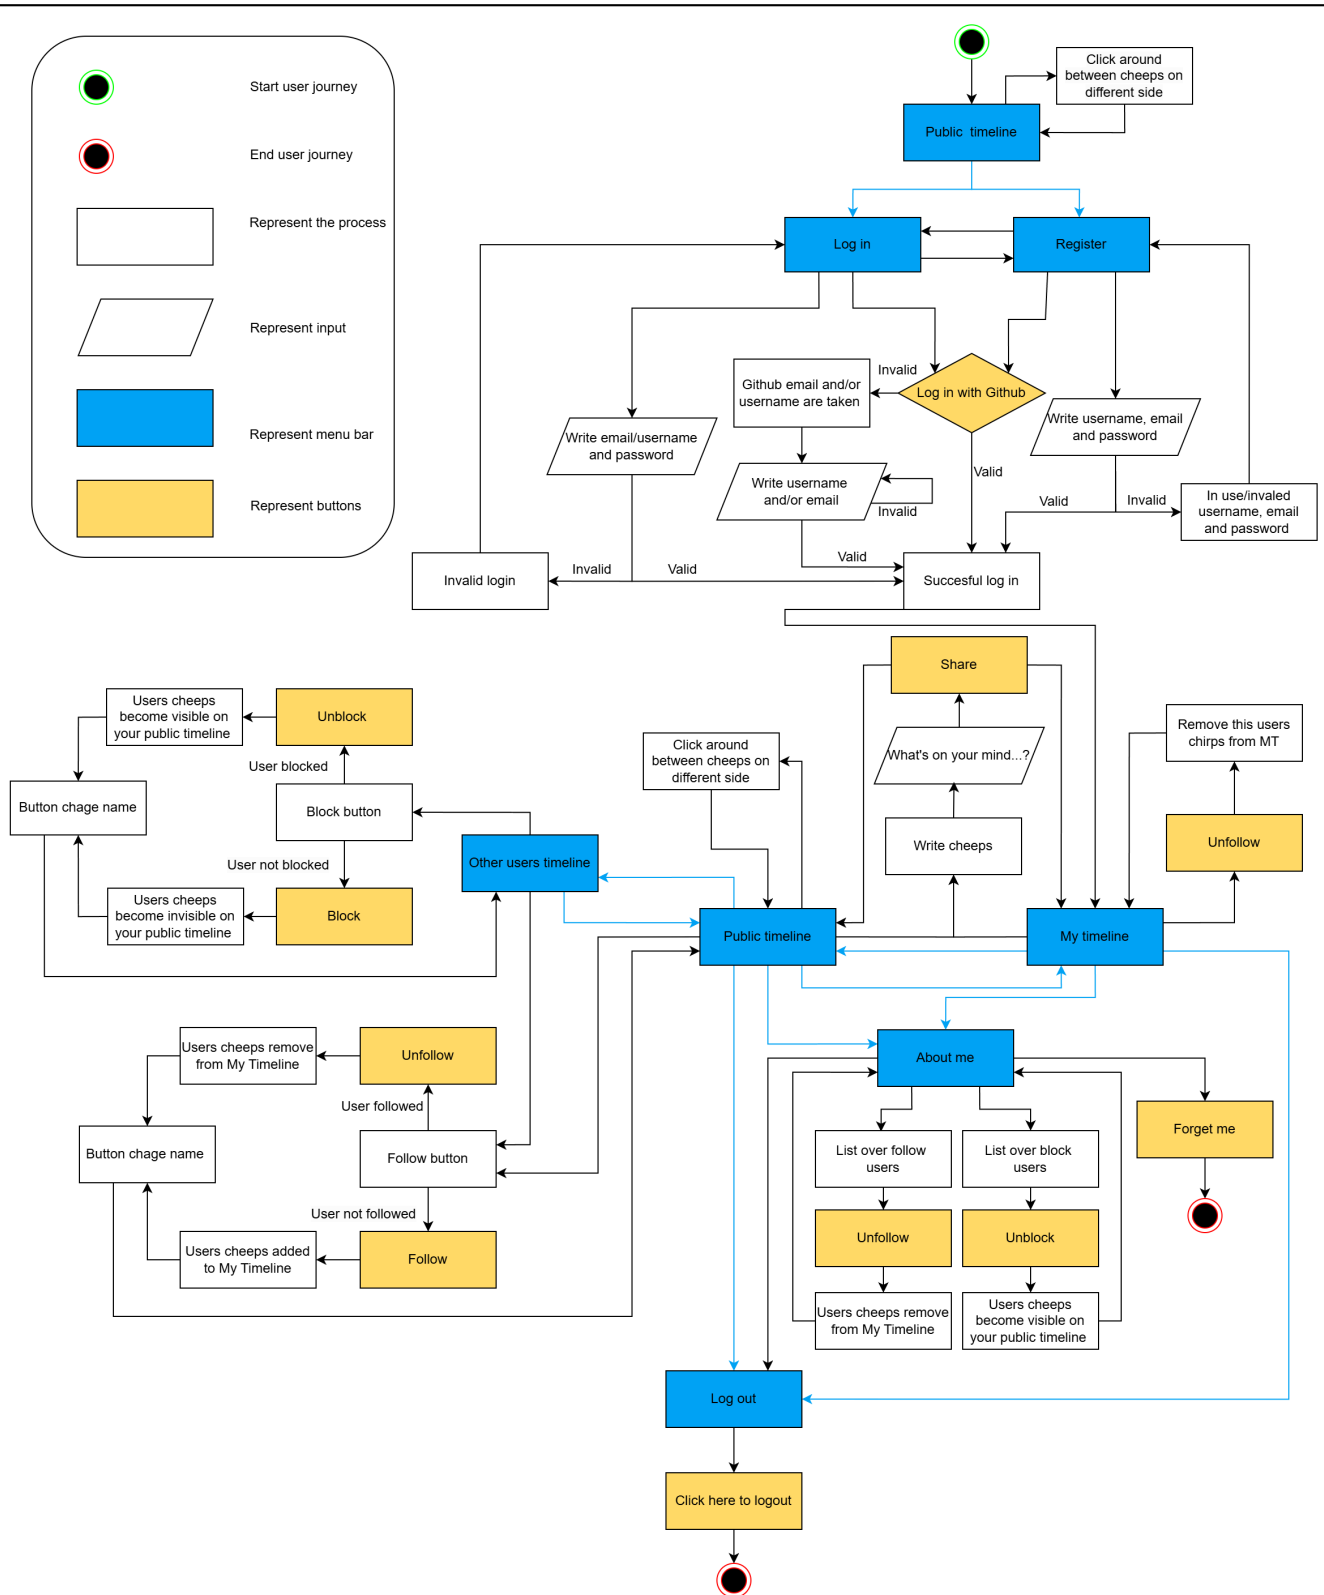 Start user journey
End user journey
Represent the process
Represent input
Represent menu bar
Represent buttons
Click around
between cheeps on
different side
Public timeline
Log in
Register
Github email and/or
username are taken
Invalid
Log in with Github
Write email/username
and password
Write username, email
and password
Write username
and/or email
Invalid
Valid
Valid
Invalid
In use/invaled
username, email
and password
Invalid login
Invalid
Valid
Valid
Succesful log in
Share
Users cheeps
become visible on
your public timeline
Unblock
Remove this users
chirps from MT
Click around
between cheeps on
different side
What's on your mind...?
User blocked
Button chage name
Block button
Write cheeps
Unfollow
User not blocked
Other users timeline
Users cheeps
become invisible on
your public timeline
Block
Public timeline
My timeline
Users cheeps remove
from My Timeline
Unfollow
About me
User followed
Forget me
Button chage name
Follow button
List over follow
users
List over block
users
User not followed
Users cheeps added
to My Timeline
Follow
Unfollow
Unblock
Users cheeps remove
from My Timeline
Users cheeps
become visible on
your public timeline
Log out
Click here to logout